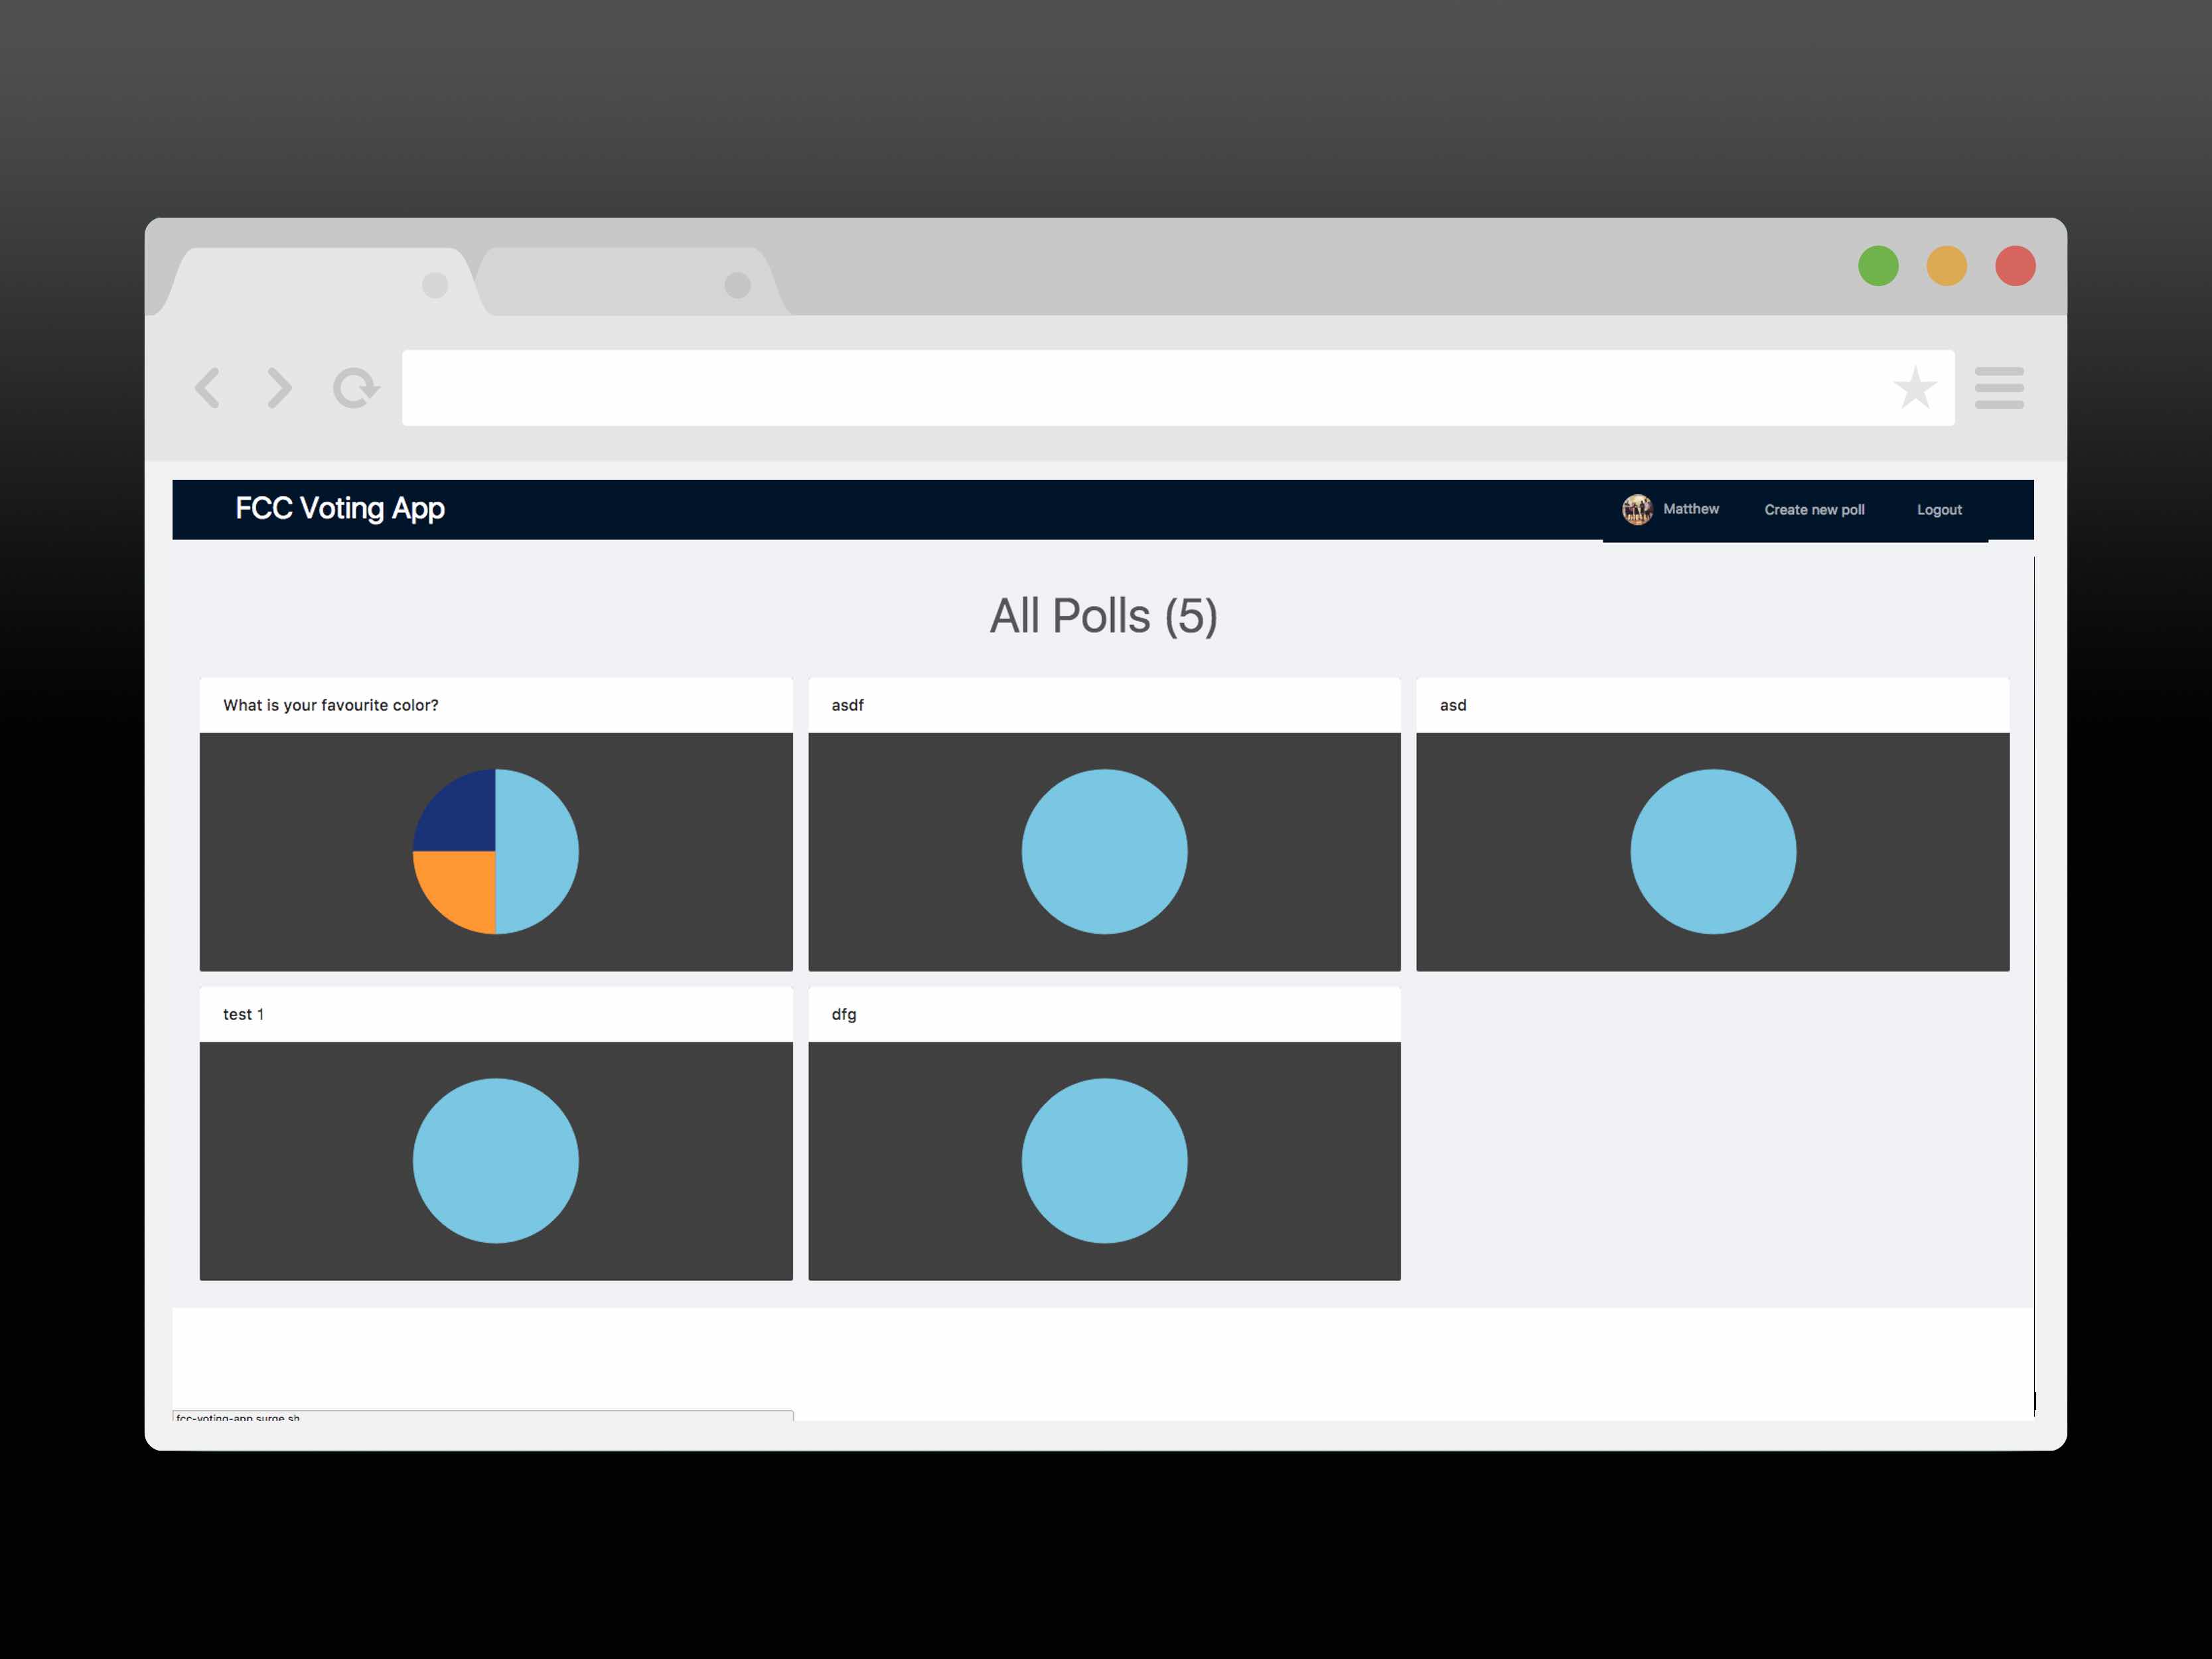 FCC Voting App
Matthew
Create new poll
Logout
All Polls (5)
What is your favourite color?
asdf
asd
test 1
dfg
fcc-voting-app.surge.sh